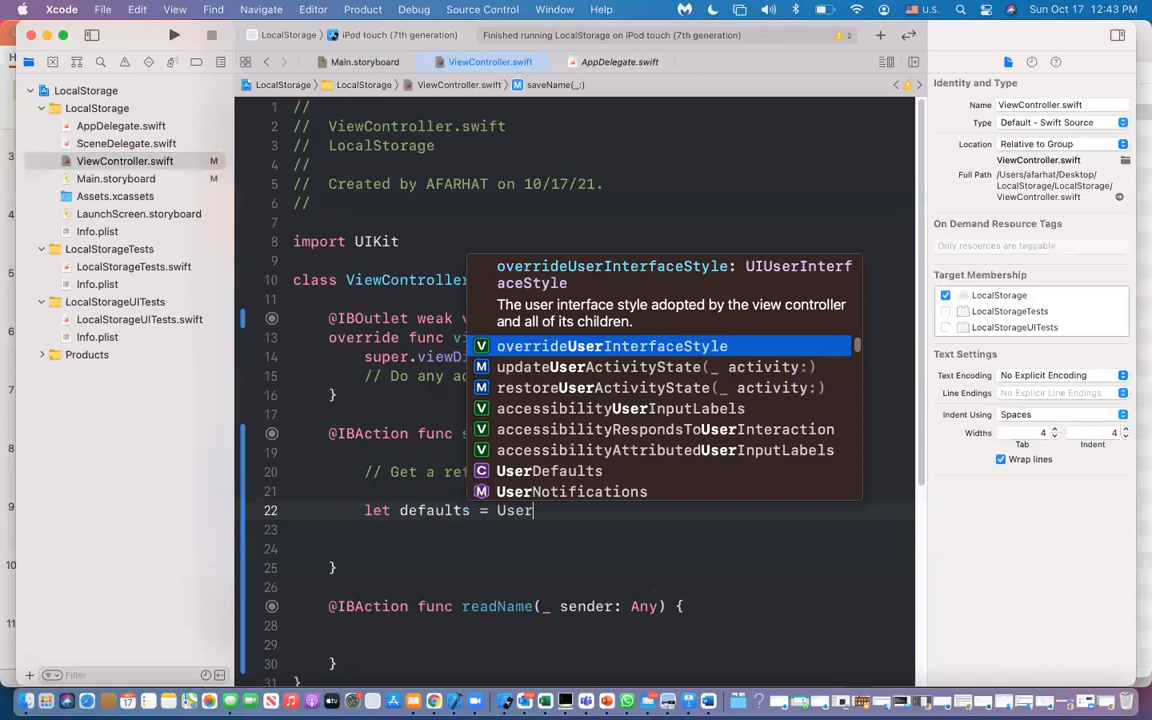 Xcode File Edit View Find Navigate Editor Product Debug Source Control Window Help U.S. Sun Oct 17 12:43 PM
LocalStorage iPod touch (7th generation) Finished running LocalStorage on iPod touch (7th generation) 2
Main.storyboard ViewController.swift AppDelegate.swift
LocalStorage LocalStorage ViewController.swift M saveName(_:)
LocalStorage
LocalStorage
AppDelegate.swift
SceneDelegate.swift
ViewController.swift M
Main.storyboard M
Assets.xcassets
LaunchScreen.storyboard
Info.plist
LocalStorageTests
LocalStorageTests.swift
Info.plist
LocalStorageUITests
LocalStorageUITests.swift
Info.plist
Products
Filter
1 //
2 // ViewController.swift
3 // LocalStorage
4 //
5 // Created by AFARHAT on 10/17/21.
6 //
7
8 import UIKit
9
10 class ViewController
11
12 @IBOutlet weak v
13 override func vi
14 super.viewDi
15 // Do any ad
16 }
17
18 @IBAction func s
19
20 // Get a ref
21
22 let defaults = User
23
24
25 }
26
27 @IBAction func readName(_ sender: Any) {
28
29
30 }
31 }
overrideUserInterfaceStyle: UIUserInterf
aceStyle
The user interface style adopted by the view controller
and all of its children.
V overrideUserInterfaceStyle
M updateUserActivityState(_ activity:)
M restoreUserActivityState(_ activity:)
V accessibilityUserInputLabels
V accessibilityRespondsToUserInteraction
V accessibilityAttributedUserInputLabels
C UserDefaults
M UserNotifications
Identity and Type
Name ViewController.swift
Type Default - Swift Source
Location Relative to Group
ViewController.swift
Full Path /Users/afarhat/Desktop/
LocalStorage/LocalStorage/
ViewController.swift
On Demand Resource Tags
Only resources are taggable
Target Membership
LocalStorage
LocalStorageTests
LocalStorageUITests
Text Settings
Text Encoding No Explicit Encoding
Line Endings No Explicit Line Endings
Indent Using Spaces
Widths 4 4
Tab Indent
Wrap lines